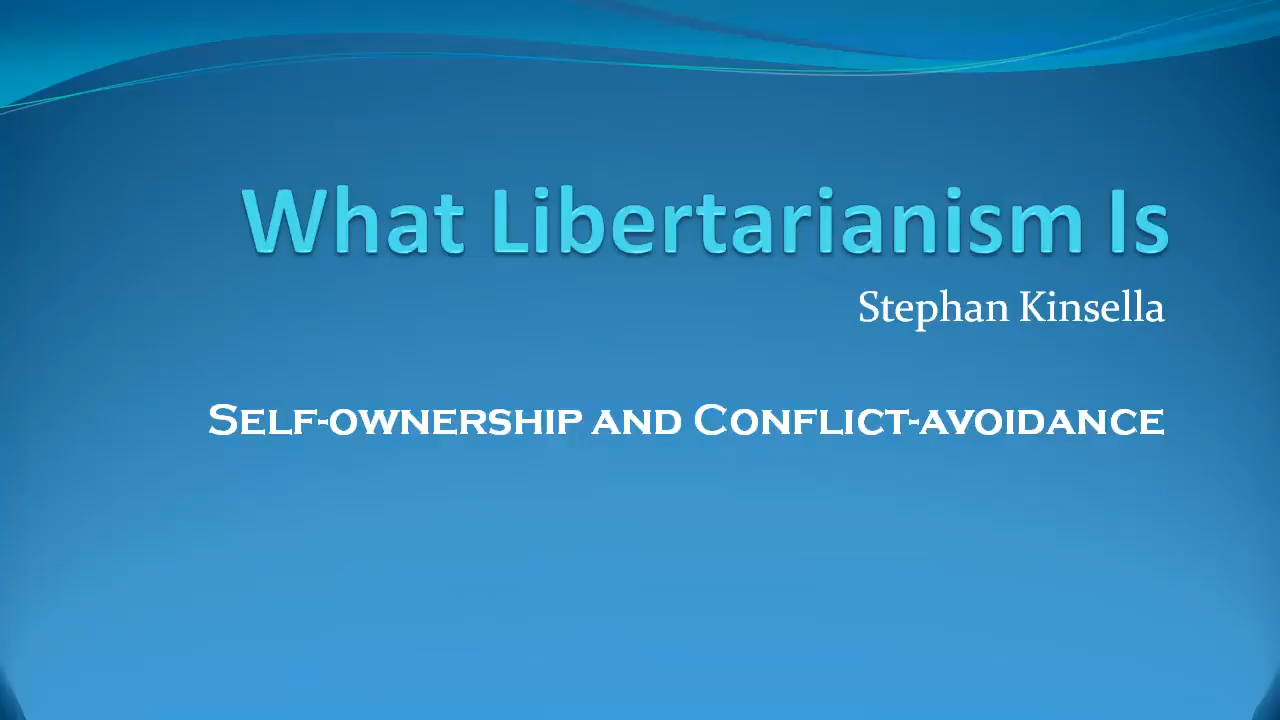 What Libertarianism Is
Stephan Kinsella
Self-ownership and Conflict-avoidance